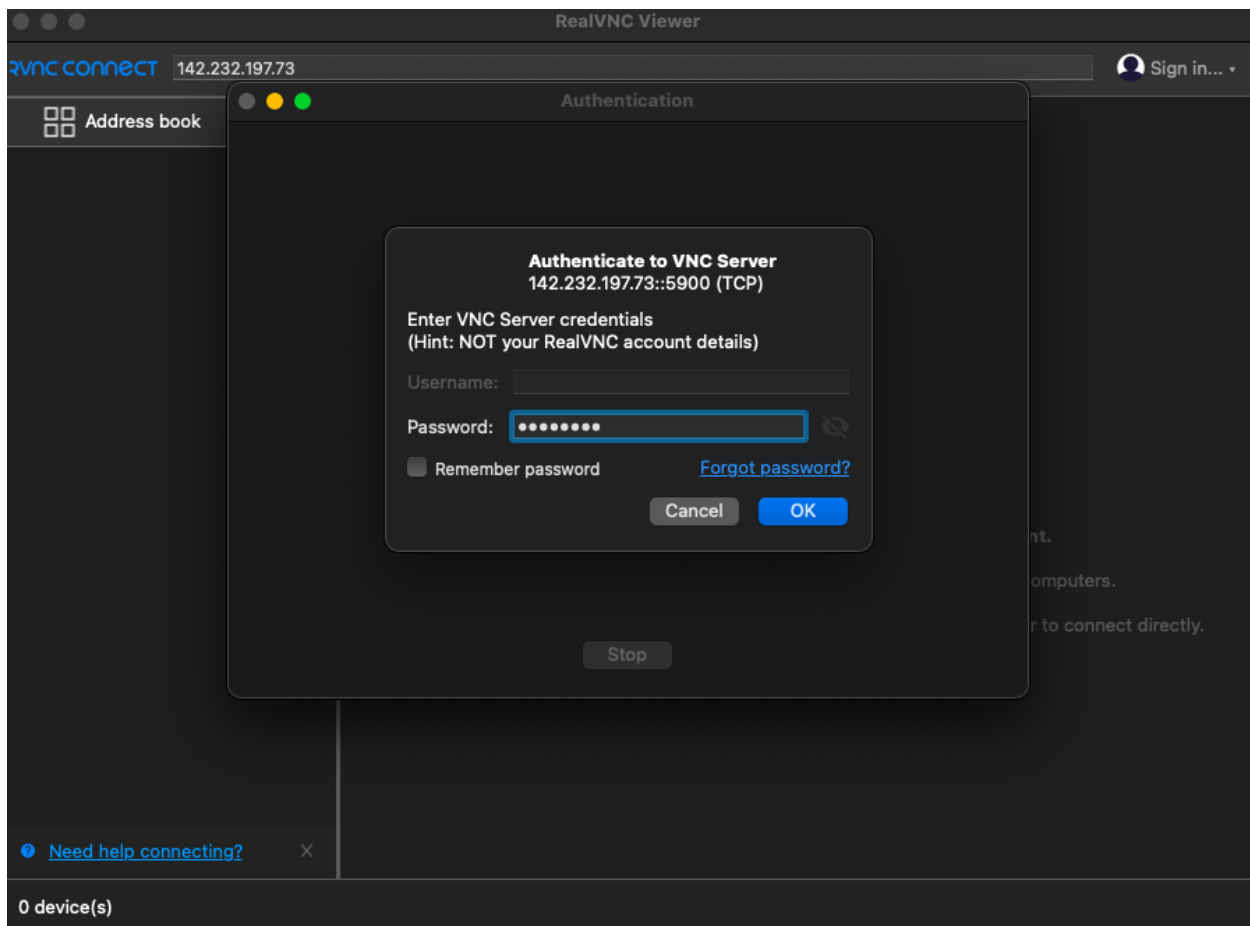 RealVNC Viewer
RVNC CONNECT 142.232.197.73 Sign in...
Address book
Authentication
Authenticate to VNC Server
142.232.197.73::5900 (TCP)
Enter VNC Server credentials
(Hint: NOT your RealVNC account details)
Username:
Password: ••••••••
Remember password Forgot password?
Cancel OK
nt.
omputers.
r to connect directly.
Stop
? Need help connecting? X
0 device(s)